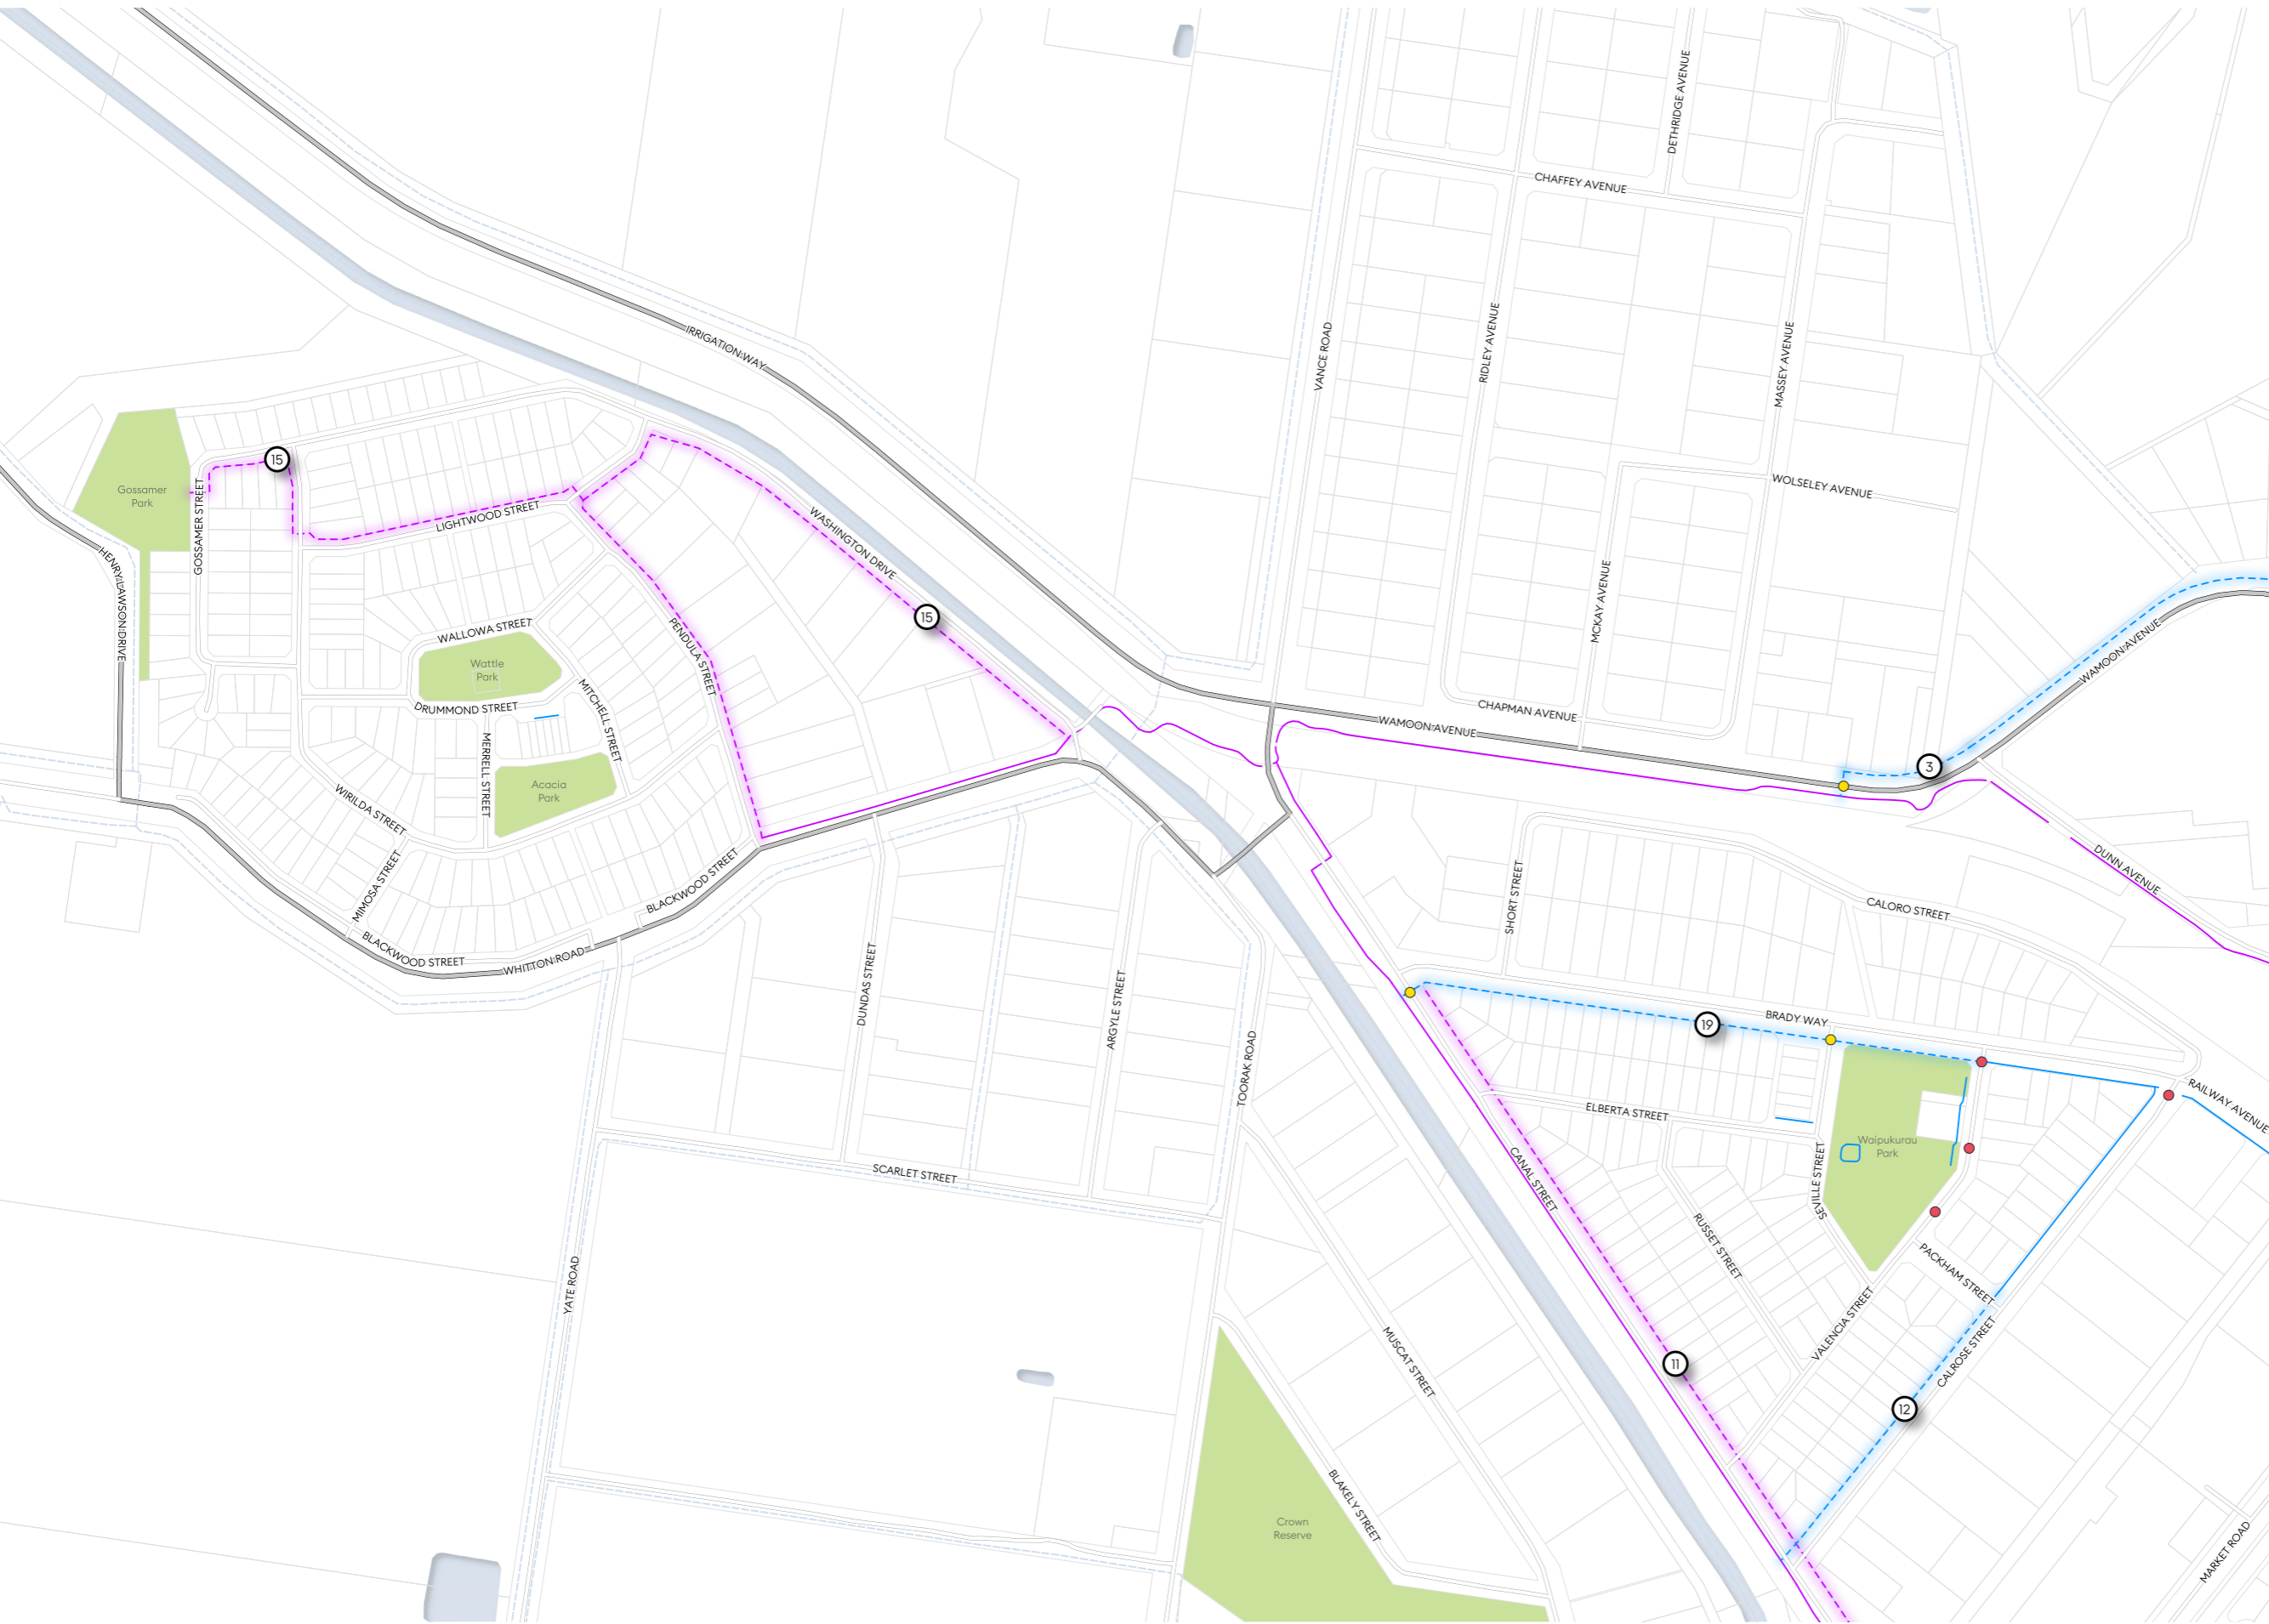 DETHRIDGE AVENUE
CHAFFEY AVENUE
IRRIGATION WAY
VANCE ROAD
RIDLEY AVENUE
MASSEY AVENUE
15
Gossamer
Park
GOSSAMER STREET
LIGHTWOOD STREET
WASHINGTON DRIVE
WOLSELEY AVENUE
HENRY LAWSON DRIVE
MCKAY AVENUE
15
WALLOWA STREET
PENDULA STREET
WAMOON AVENUE
Wattle
Park
MITCHELL STREET
DRUMMOND STREET
CHAPMAN AVENUE
WAMOON AVENUE
MERRELL STREET
3
Acacia
Park
WIRILDA STREET
DUNN AVENUE
MIMOSA STREET
BLACKWOOD STREET
SHORT STREET
CALORO STREET
BLACKWOOD STREET
WHITTON ROAD
DUNDAS STREET
ARGYLE STREET
BRADY WAY
19
TOORAK ROAD
RAILWAY AVENUE
ELBERTA STREET
Waipukurau
Park
SEVILLE STREET
CANAL STREET
SCARLET STREET
RUSSET STREET
PACKHAM STREET
YATE ROAD
VALENCIA STREET
CALROSE STREET
MUSCAT STREET
11
12
BLAKELY STREET
Crown
Reserve
MARKET ROAD